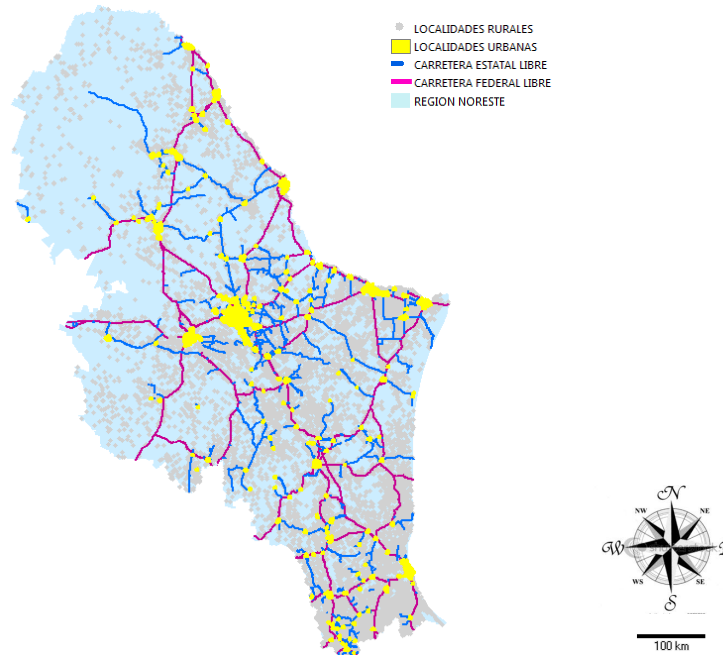 LOCALIDADES RURALES
LOCALIDADES URBANAS
CARRETERA ESTATAL LIBRE
CARRETERA FEDERAL LIBRE
REGION NORESTE
N
NW
NE
W
WS
SE
S
100 km